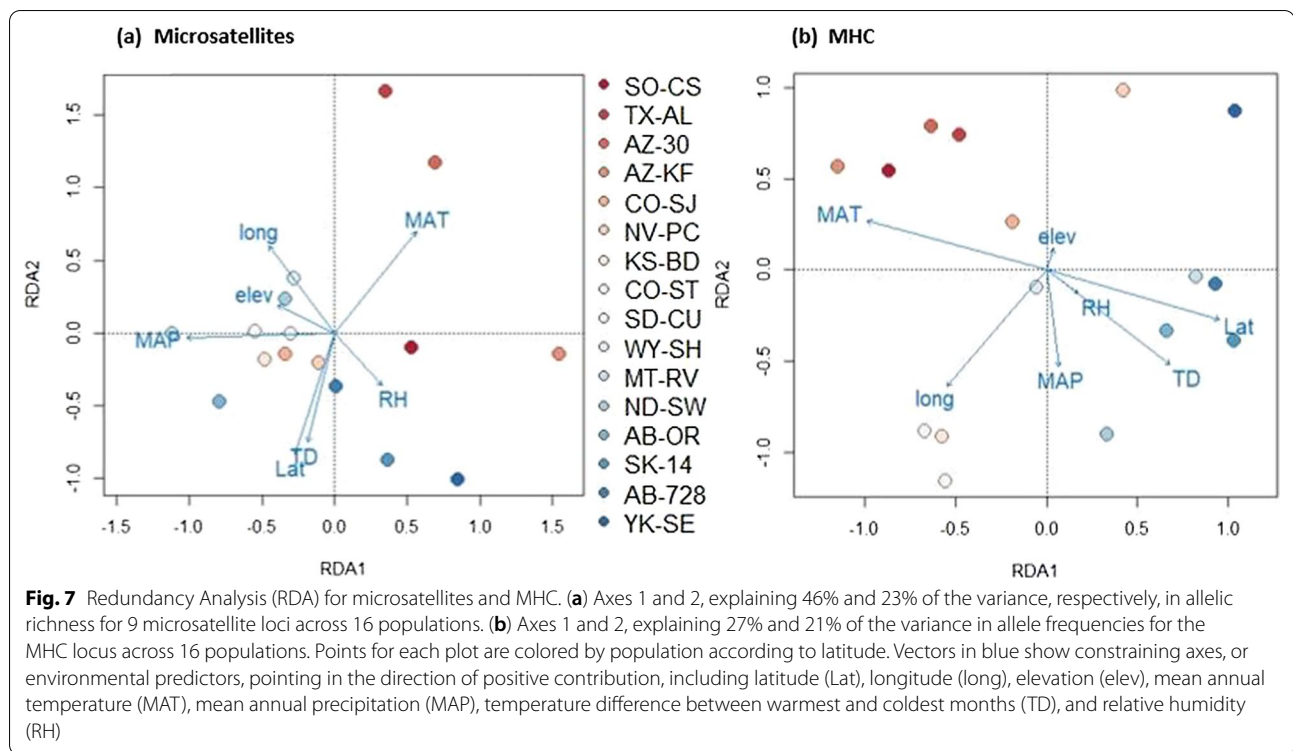 (a) Microsatellites
1.5
1.0
0.5
0.0
-0.5
-1.0
RDA2
-1.5 -1.0 -0.5 0.0 0.5 1.0 1.5
RDA1
MAT
long
elev
MAP
RH
TD
Lat
SO-CS
TX-AL
AZ-30
AZ-KF
CO-SJ
NV-PC
KS-BD
CO-ST
SD-CU
WY-SH
MT-RV
ND-SW
AB-OR
SK-14
AB-728
YK-SE
(b) MHC
1.0
0.5
0.0
-0.5
-1.0
RDA2
-1.0 -0.5 0.0 0.5 1.0
RDA1
MAT
elev
RH
Lat
MAP
TD
long
Fig. 7 Redundancy Analysis (RDA) for microsatellites and MHC. (a) Axes 1 and 2, explaining 46% and 23% of the variance, respectively, in allelic
richness for 9 microsatellite loci across 16 populations. (b) Axes 1 and 2, explaining 27% and 21% of the variance in allele frequencies for the
MHC locus across 16 populations. Points for each plot are colored by population according to latitude. Vectors in blue show constraining axes, or
environmental predictors, pointing in the direction of positive contribution, including latitude (Lat), longitude (long), elevation (elev), mean annual
temperature (MAT), mean annual precipitation (MAP), temperature difference between warmest and coldest months (TD), and relative humidity
(RH)